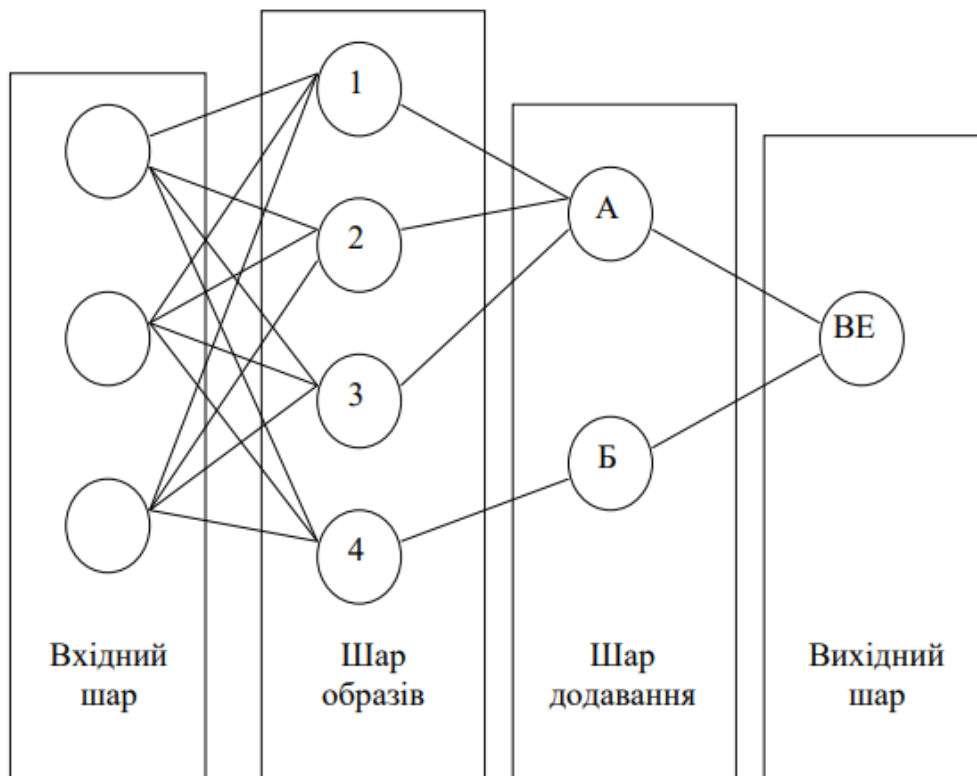 1
2
А
ВЕ
3
Б
4
Вхідний
шар
Шар
образів
Шар
додавання
Вихідний
шар